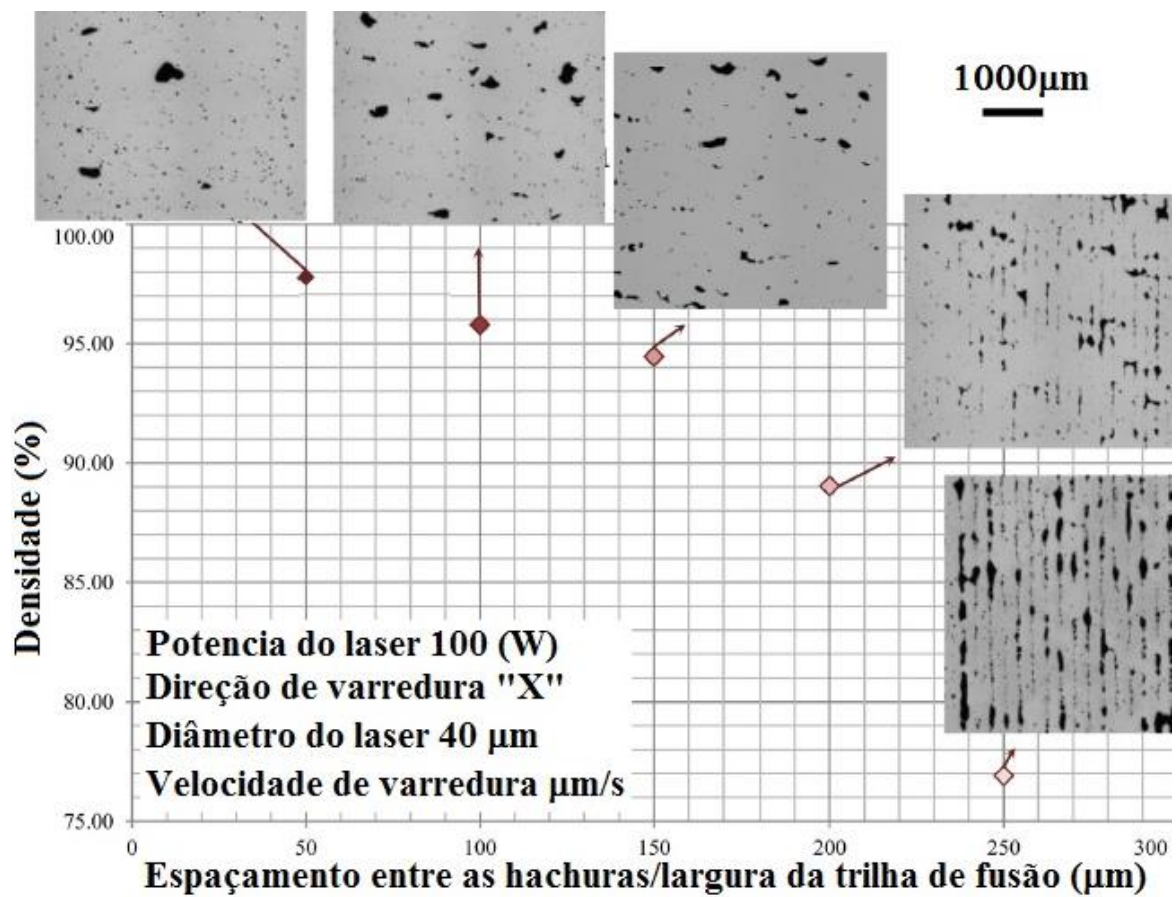 1000μm
100.00
95.00
90.00
85.00
80.00
75.00
Densidade (%)
Potencia do laser 100 (W)
Direção de varredura "X"
Diâmetro do laser 40 μm
Velocidade de varredura μm/s
0 50 100 150 200 250 300
Espaçamento entre as hachuras/largura da trilha de fusão (μm)